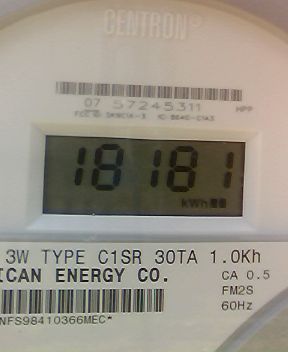 CENTRON®
07 57245311 HPP
18181
kWh
3W TYPE C1SR 30TA 1.0Kh
ICAN ENERGY CO. CA 0.5
FM2S
60Hz
NFS98410366MEC*